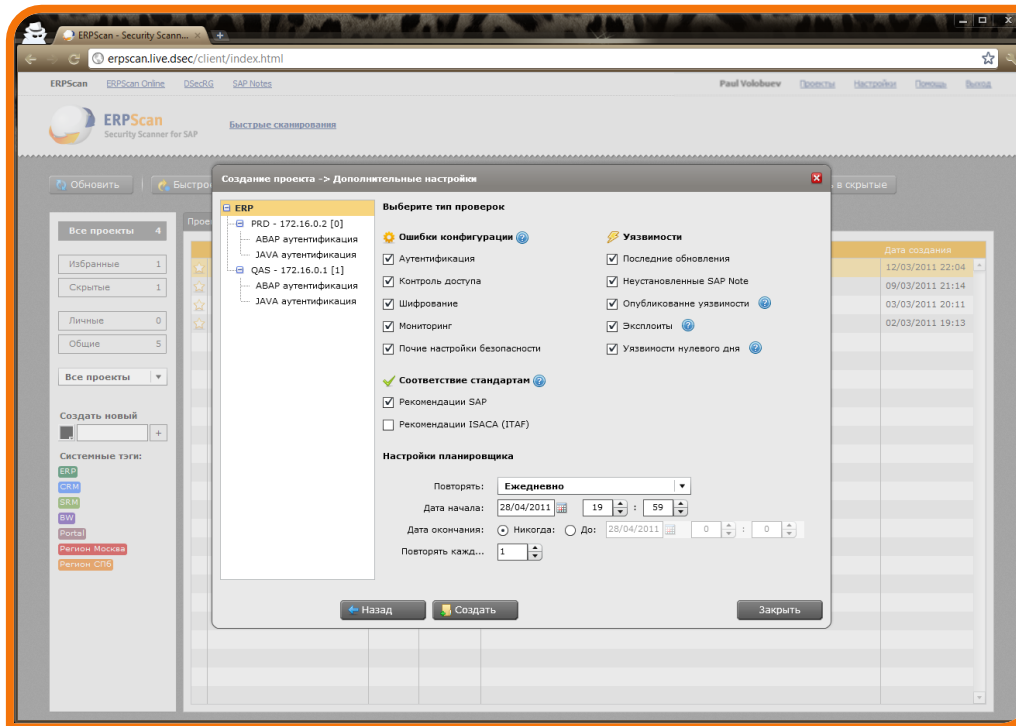 ERPScan - Security Scann...
erpscan.live.dsec/client/index.html
ERPScan ERPScan Online DSecRG SAP Notes Paul Volobuev Проекты Настройки Помощь Выход
ERPScan
Security Scanner for SAP
Быстрые сканирования
Обновить Быстро в скрытые
Создание проекта -> Дополнительные настройки
Все проекты 4
Избранные 1
Скрытые 1
Личные 0
Общие 5
Все проекты
Создать новый
Системные тэги:
ERP
CRM
SRM
BW
Portal
Регион Москва
Регион СПб
Прое
ERP
PRD - 172.16.0.2 [0]
ABAP аутентификация
JAVA аутентификация
QAS - 172.16.0.1 [1]
ABAP аутентификация
JAVA аутентификация
Выберите тип проверок
Ошибки конфигурации
Аутентификация
Контроль доступа
Шифрование
Мониторинг
Почие настройки безопасности
Уязвимости
Последние обновления
Неустановленные SAP Note
Опубликованне уязвимости
Эксплоиты
Уязвимости нулевого дня
Соответствие стандартам
Рекомендации SAP
Рекомендации ISACA (ITAF)
Настройки планировщика
Повторять: Ежедневно
Дата начала: 28/04/2011 19 : 59
Дата окончания: Никогда: До: 28/04/2011 0 : 0
Повторять кажд... 1
Назад Создать Закрыть
Дата создания
12/03/2011 22:04
09/03/2011 21:14
03/03/2011 20:11
02/03/2011 19:13